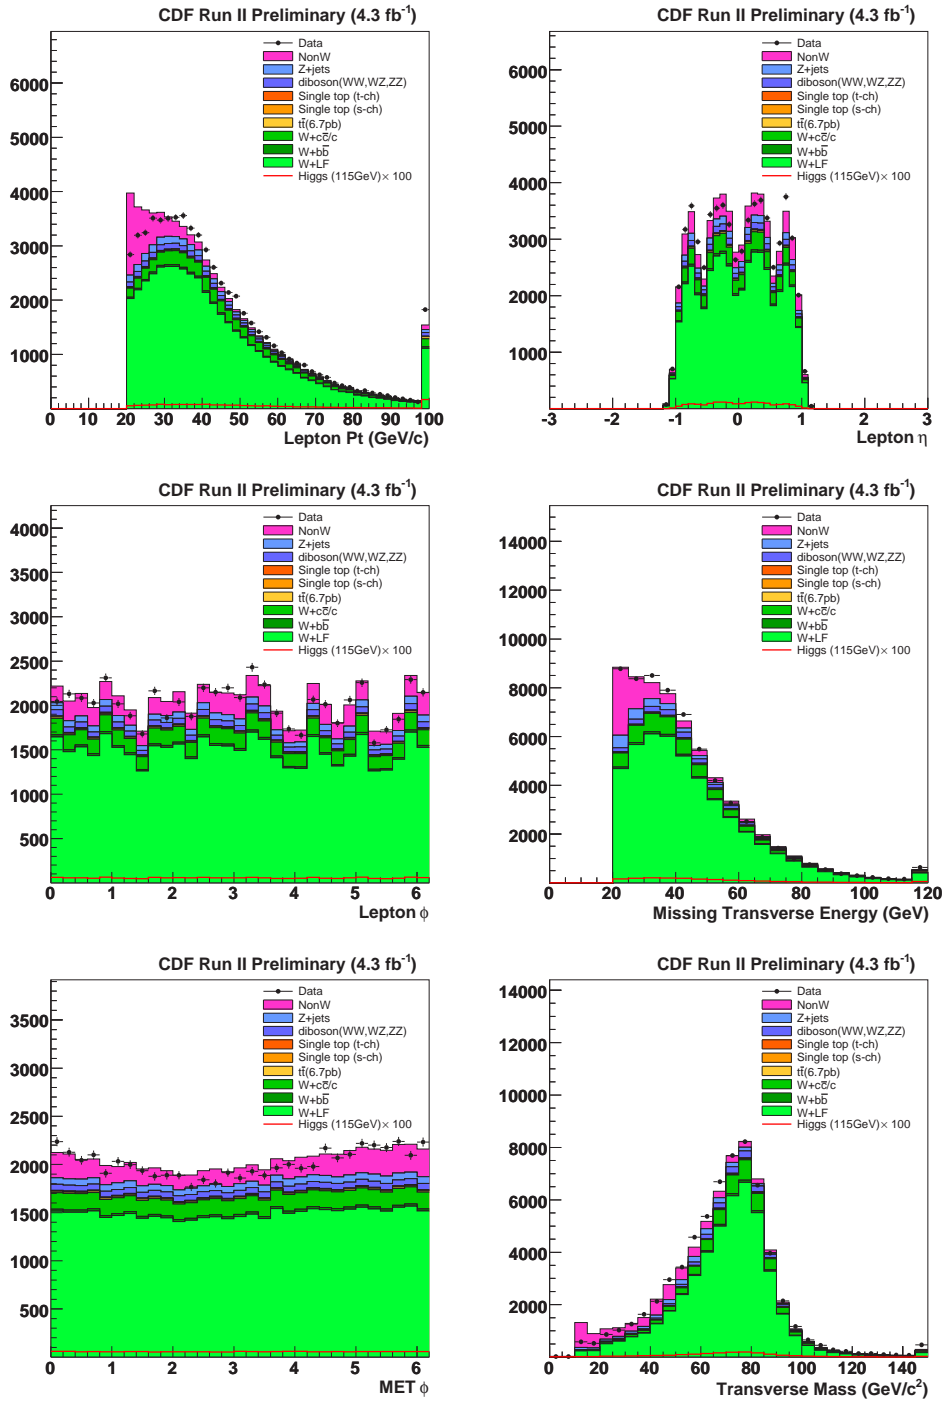 CDF Run II Preliminary (4.3 fb⁻¹)
Data
NonW
Z+jets
diboson(WW,WZ,ZZ)
Single top (t-ch)
Single top (s-ch)
tt̄(6.7pb)
W+cc̄/c
W+bb̄
W+LF
Higgs (115GeV)× 100
6000
5000
4000
3000
2000
1000
0 10 20 30 40 50 60 70 80 90 100
Lepton Pt (GeV/c)
CDF Run II Preliminary (4.3 fb⁻¹)
Data
NonW
Z+jets
diboson(WW,WZ,ZZ)
Single top (t-ch)
Single top (s-ch)
tt̄(6.7pb)
W+cc̄/c
W+bb̄
W+LF
Higgs (115GeV)× 100
6000
5000
4000
3000
2000
1000
-3 -2 -1 0 1 2 3
Lepton η
CDF Run II Preliminary (4.3 fb⁻¹)
Data
NonW
Z+jets
diboson(WW,WZ,ZZ)
Single top (t-ch)
Single top (s-ch)
tt̄(6.7pb)
W+cc̄/c
W+bb̄
W+LF
Higgs (115GeV)× 100
4000
3500
3000
2500
2000
1500
1000
500
0 1 2 3 4 5 6
Lepton ϕ
CDF Run II Preliminary (4.3 fb⁻¹)
Data
NonW
Z+jets
diboson(WW,WZ,ZZ)
Single top (t-ch)
Single top (s-ch)
tt̄(6.7pb)
W+cc̄/c
W+bb̄
W+LF
Higgs (115GeV)× 100
14000
12000
10000
8000
6000
4000
2000
0 20 40 60 80 100 120
Missing Transverse Energy (GeV)
CDF Run II Preliminary (4.3 fb⁻¹)
Data
NonW
Z+jets
diboson(WW,WZ,ZZ)
Single top (t-ch)
Single top (s-ch)
tt̄(6.7pb)
W+cc̄/c
W+bb̄
W+LF
Higgs (115GeV)× 100
3500
3000
2500
2000
1500
1000
500
0 1 2 3 4 5 6
MET ϕ
CDF Run II Preliminary (4.3 fb⁻¹)
Data
NonW
Z+jets
diboson(WW,WZ,ZZ)
Single top (t-ch)
Single top (s-ch)
tt̄(6.7pb)
W+cc̄/c
W+bb̄
W+LF
Higgs (115GeV)× 100
14000
12000
10000
8000
6000
4000
2000
0 20 40 60 80 100 120 140
Transverse Mass (GeV/c²)